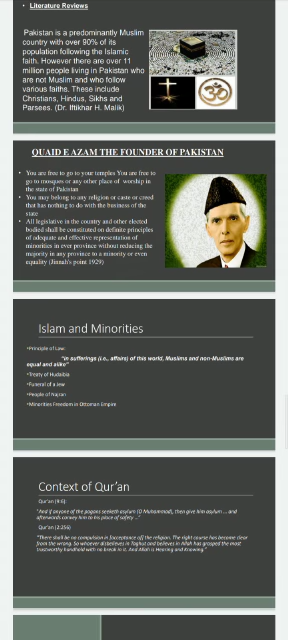 • Literature Reviews
Pakistan is a predominantly Muslim
country with over 90% of its
population following the Islamic
faith. However there are over 11
million people living in Pakistan who
are not Muslim and who follow
various faiths. These include
Christians, Hindus, Sikhs and
Parsees. (Dr. Iftikhar H. Malik)
QUAID E AZAM THE FOUNDER OF PAKISTAN
• You are free to go to your temples You are free to
go to mosques or any other place of worship in
the state of Pakistan
• You may belong to any religion or caste or creed
that has nothing to do with the business of the
state
• All legislative in the country and other elected
bodied shall be constituted on definite principles
of adequate and effective representation of
minorities in ever province without reducing the
majority in any province to a minority or even
equality (Jinnah's point 1929)
Islam and Minorities
•Principle of Law:
"in sufferings (i.e., affairs) of this world, Muslims and non-Muslims are
equal and alike"
•Treaty of Hudaibia
•Funeral of a Jew
•People of Najran
•Minorities Freedom in Ottoman Empire
Context of Qur'an
Qur'an (9:6):
"And if anyone of the pagans seeketh asylum (O Muhammad), then give him asylum ... and
afterwards convey him to his place of safety .."
Qur'an (2:256)
"There shall be no compulsion in [acceptance of] the religion. The right course has become clear
from the wrong. So whoever disbelieves in Taghut and believes in Allah has grasped the most
trustworthy handhold with no break in it. And Allah is Hearing and Knowing."